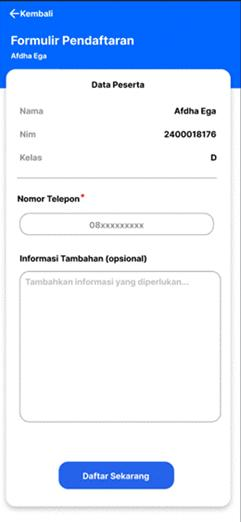 ←Kembali
Formulir Pendaftaran
Afdha Ega
Data Peserta
Nama Afdha Ega
Nim 2400018176
Kelas D
Nomor Telepon*
08xxxxxxxxx
Informasi Tambahan (opsional)
Tambahkan informasi yang diperlukan...
Daftar Sekarang